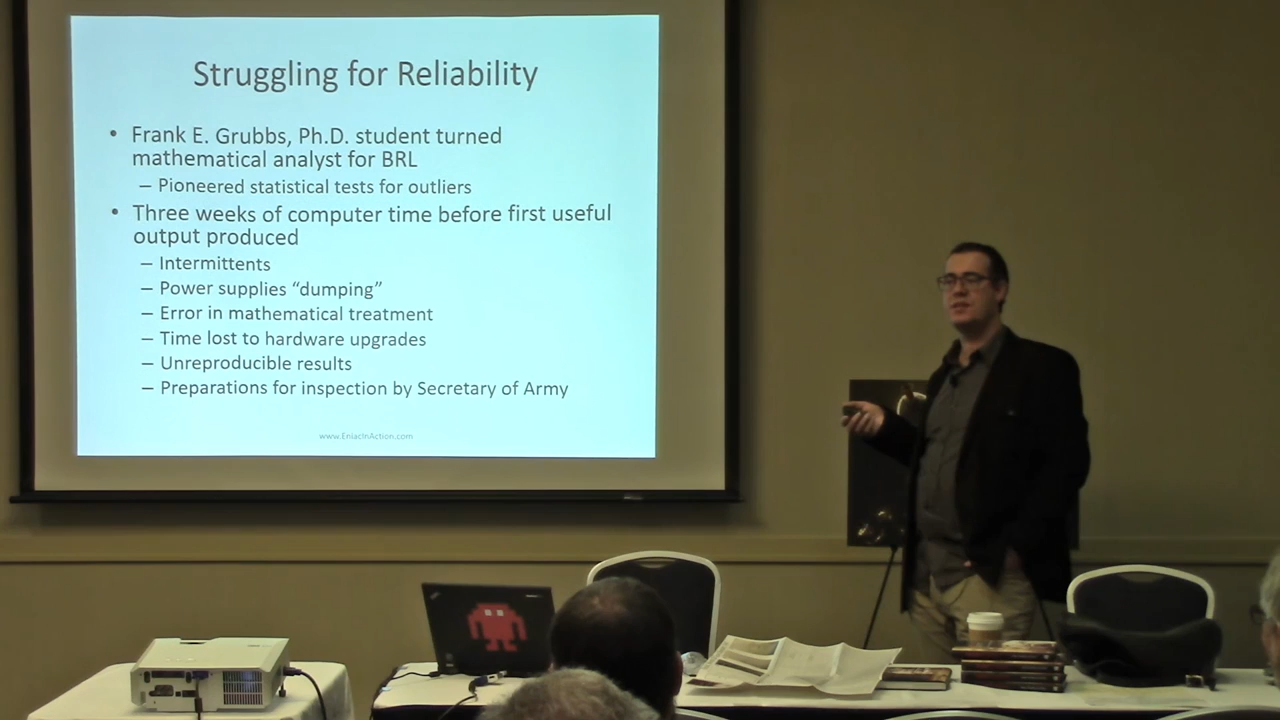 Struggling for Reliability
• Frank E. Grubbs, Ph.D. student turned
mathematical analyst for BRL
– Pioneered statistical tests for outliers
• Three weeks of computer time before first useful
output produced
– Intermittents
– Power supplies “dumping”
– Error in mathematical treatment
– Time lost to hardware upgrades
– Unreproducible results
– Preparations for inspection by Secretary of Army
www.EniacInAction.com